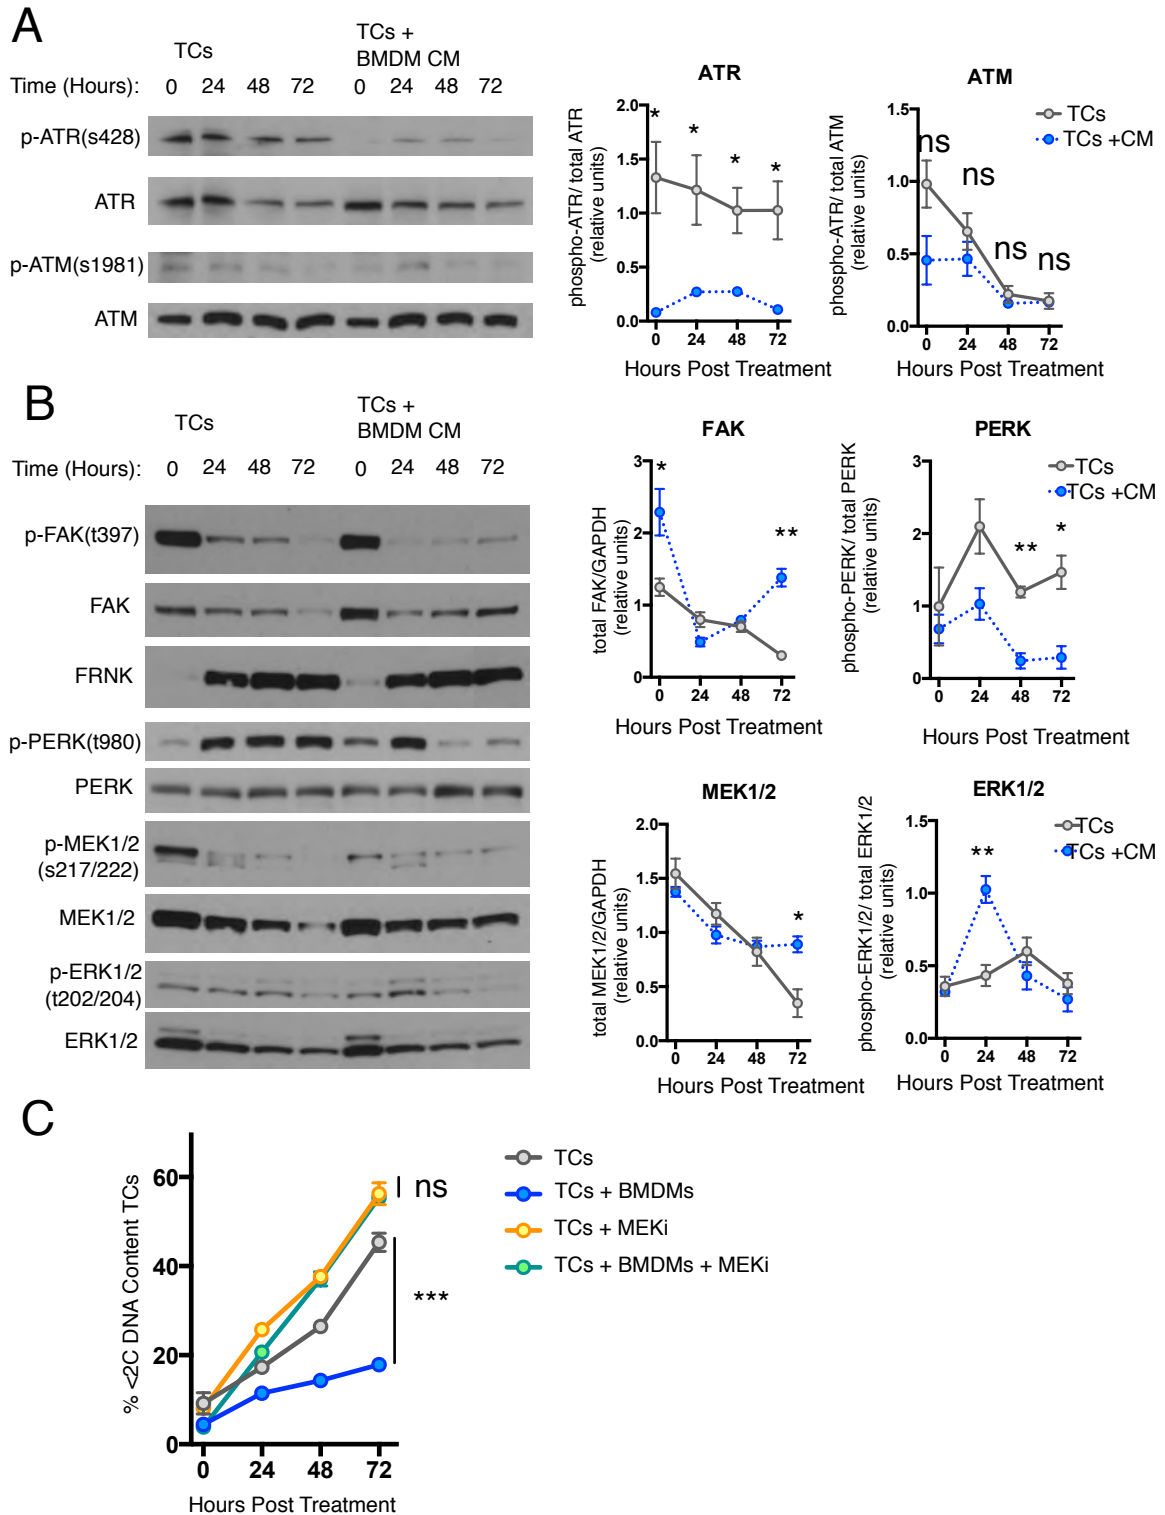 A
TCs
TCs +
BMDM CM
Time (Hours): 0 24 48 72 0 24 48 72
p-ATR(s428)
ATR
p-ATM(s1981)
ATM
ATR
phospho-ATR/ total ATR
(relative units)
2.0
1.5
1.0
0.5
0.0
* * * *
0 24 48 72
Hours Post Treatment
ATM
phospho-ATR/ total ATM
(relative units)
1.5
1.0
0.5
0.0
ns ns ns ns
0 24 48 72
Hours Post Treatment
TCs
TCs +CM
B
TCs
TCs +
BMDM CM
Time (Hours): 0 24 48 72 0 24 48 72
p-FAK(t397)
FAK
FRNK
p-PERK(t980)
PERK
p-MEK1/2
(s217/222)
MEK1/2
p-ERK1/2
(t202/204)
ERK1/2
FAK
total FAK/GAPDH
(relative units)
3
2
1
0
* **
0 24 48 72
Hours Post Treatment
PERK
phospho-PERK/ total PERK
(relative units)
3
2
1
0
** *
0 24 48 72
Hours Post Treatment
TCs
TCs +CM
MEK1/2
total MEK1/2/GAPDH
(relative units)
2.0
1.5
1.0
0.5
0.0
*
0 24 48 72
Hours Post Treatment
ERK1/2
phospho-ERK1/2/ total ERK1/2
(relative units)
1.5
1.0
0.5
0.0
**
0 24 48 72
Hours Post Treatment
TCs
TCs +CM
C
% <2C DNA Content TCs
60
40
20
0
ns
***
0 24 48 72
Hours Post Treatment
TCs
TCs + BMDMs
TCs + MEKi
TCs + BMDMs + MEKi